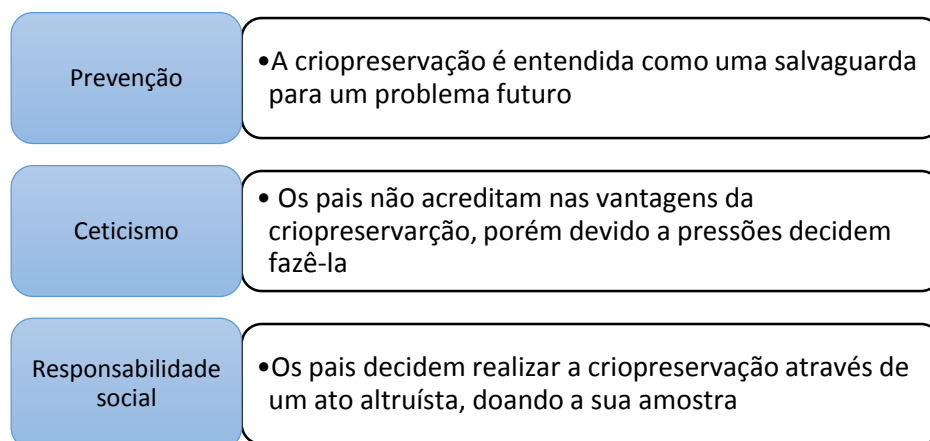 Prevenção
•A criopreservação é entendida como uma salvaguarda
para um problema futuro
Ceticismo
• Os pais não acreditam nas vantagens da
criopreservarção, porém devido a pressões decidem
fazê-la
Responsabilidade
social
•Os pais decidem realizar a criopreservação através de
um ato altruísta, doando a sua amostra